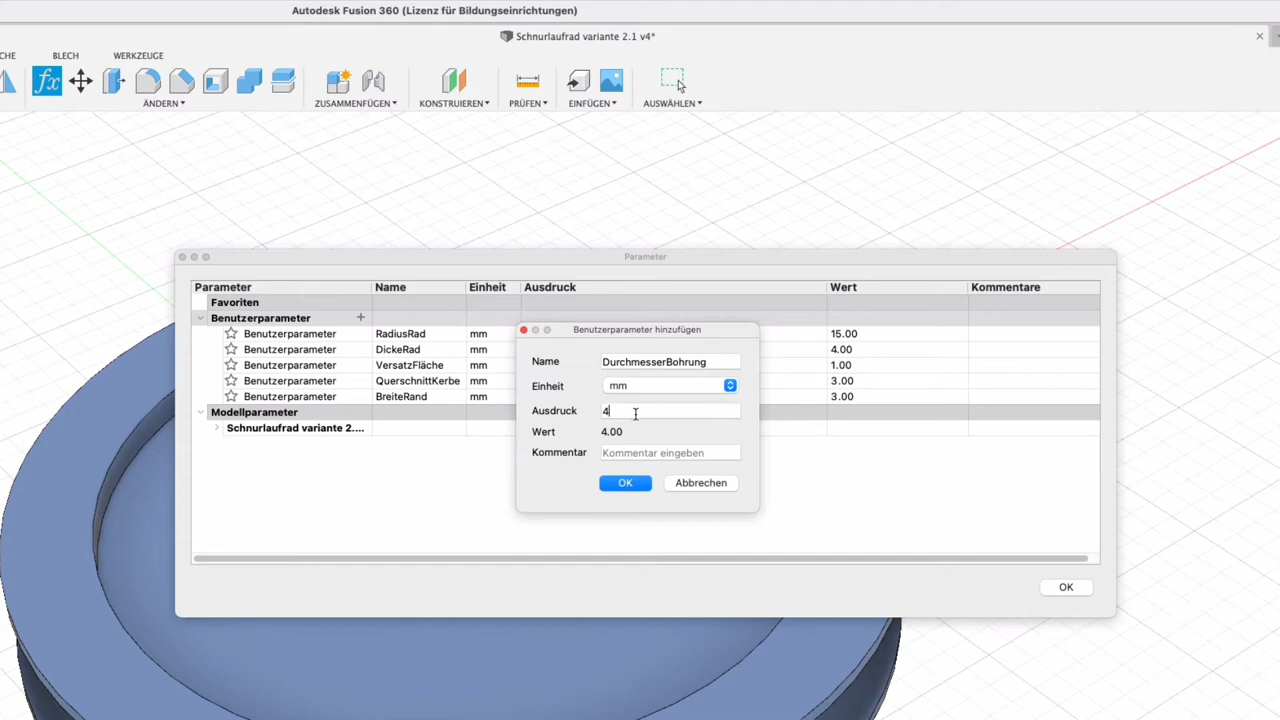 Autodesk Fusion 360 (Lizenz für Bildungseinrichtungen)
Schnurlaufrad variante 2.1 v4*
CHE BLECH WERKZEUGE
fx
ÄNDERN ZUSAMMENFÜGEN KONSTRUIEREN PRÜFEN EINFÜGEN AUSWÄHLEN
Parameter
Parameter Name Einheit Ausdruck Wert Kommentare
Favoriten
Benutzerparameter +
Benutzerparameter RadiusRad mm 15.00
Benutzerparameter DickeRad mm 4.00
Benutzerparameter VersatzFläche mm 1.00
Benutzerparameter QuerschnittKerbe mm 3.00
Benutzerparameter BreiteRand mm 3.00
Modellparameter
Schnurlaufrad variante 2....
Benutzerparameter hinzufügen
Name DurchmesserBohrung
Einheit mm
Ausdruck 4
Wert 4.00
Kommentar Kommentar eingeben
OK Abbrechen
OK